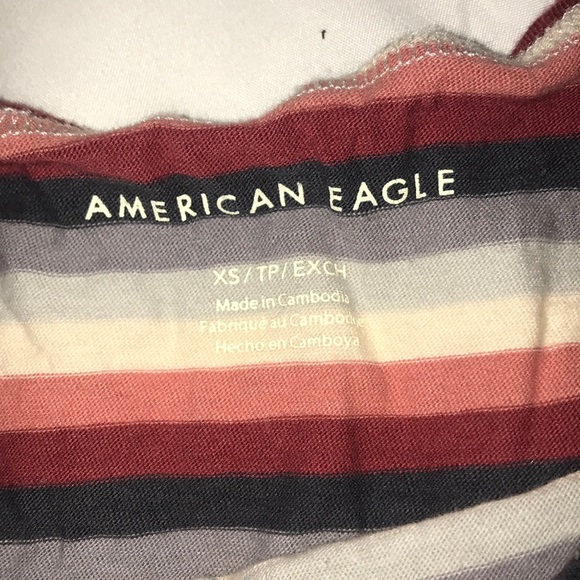 AMERICAN EAGLE
XS/TP/EXCH
Made in Cambodia
Fabriqué au Cambodge
Hecho en Camboya